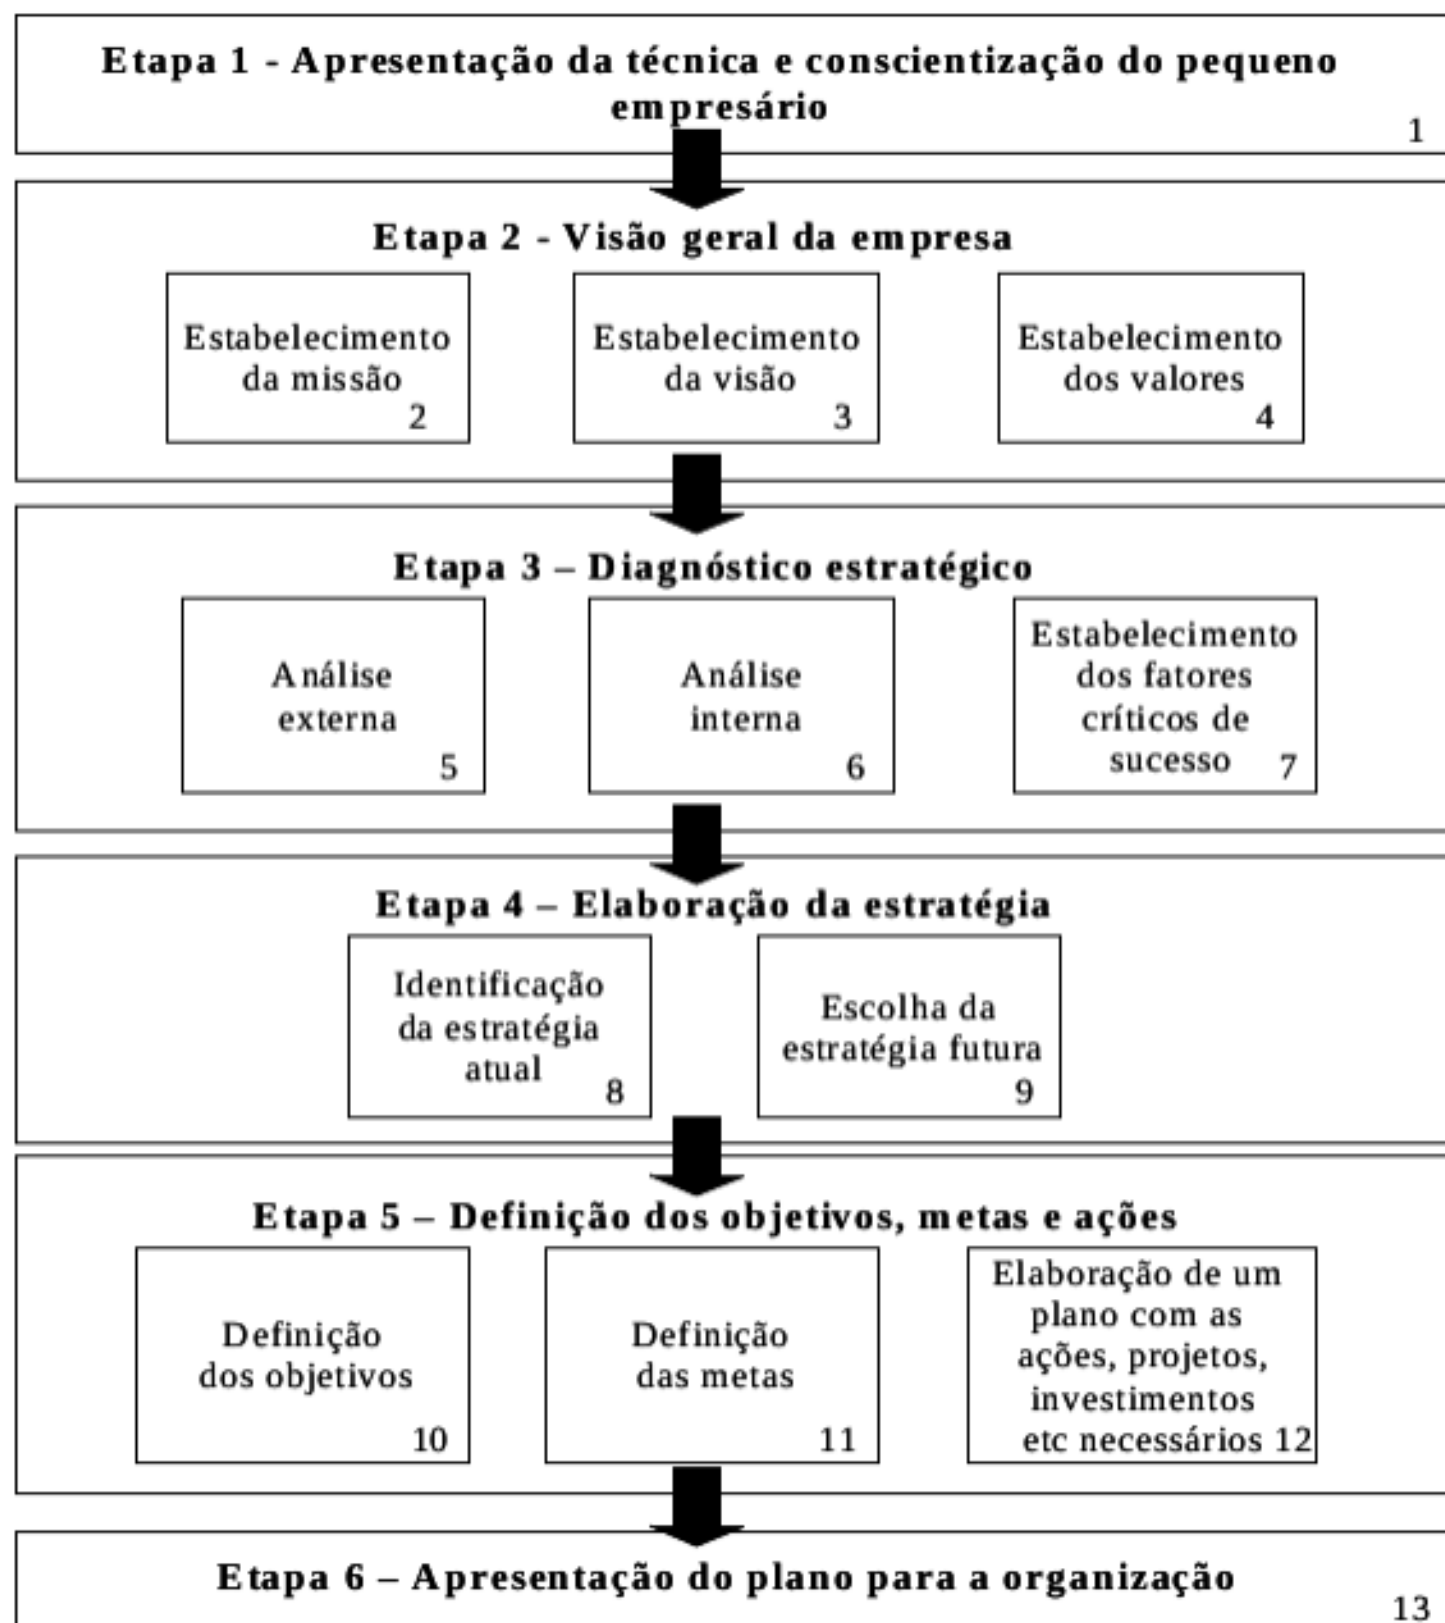 Etapa 1 - Apresentação da técnica e conscientização do pequeno
empresário
1
Etapa 2 - Visão geral da empresa
Estabelecimento
da missão
2
Estabelecimento
da visão
3
Estabelecimento
dos valores
4
Etapa 3 – Diagnóstico estratégico
Análise
externa
5
Análise
interna
6
Estabelecimento
dos fatores
críticos de
sucesso 7
Etapa 4 – Elaboração da estratégia
Identificação
da estratégia
atual
8
Escolha da
estratégia futura
9
Etapa 5 – Definição dos objetivos, metas e ações
Definição
dos objetivos
10
Definição
das metas
11
Elaboração de um
plano com as
ações, projetos,
investimentos
etc necessários 12
Etapa 6 – Apresentação do plano para a organização
13